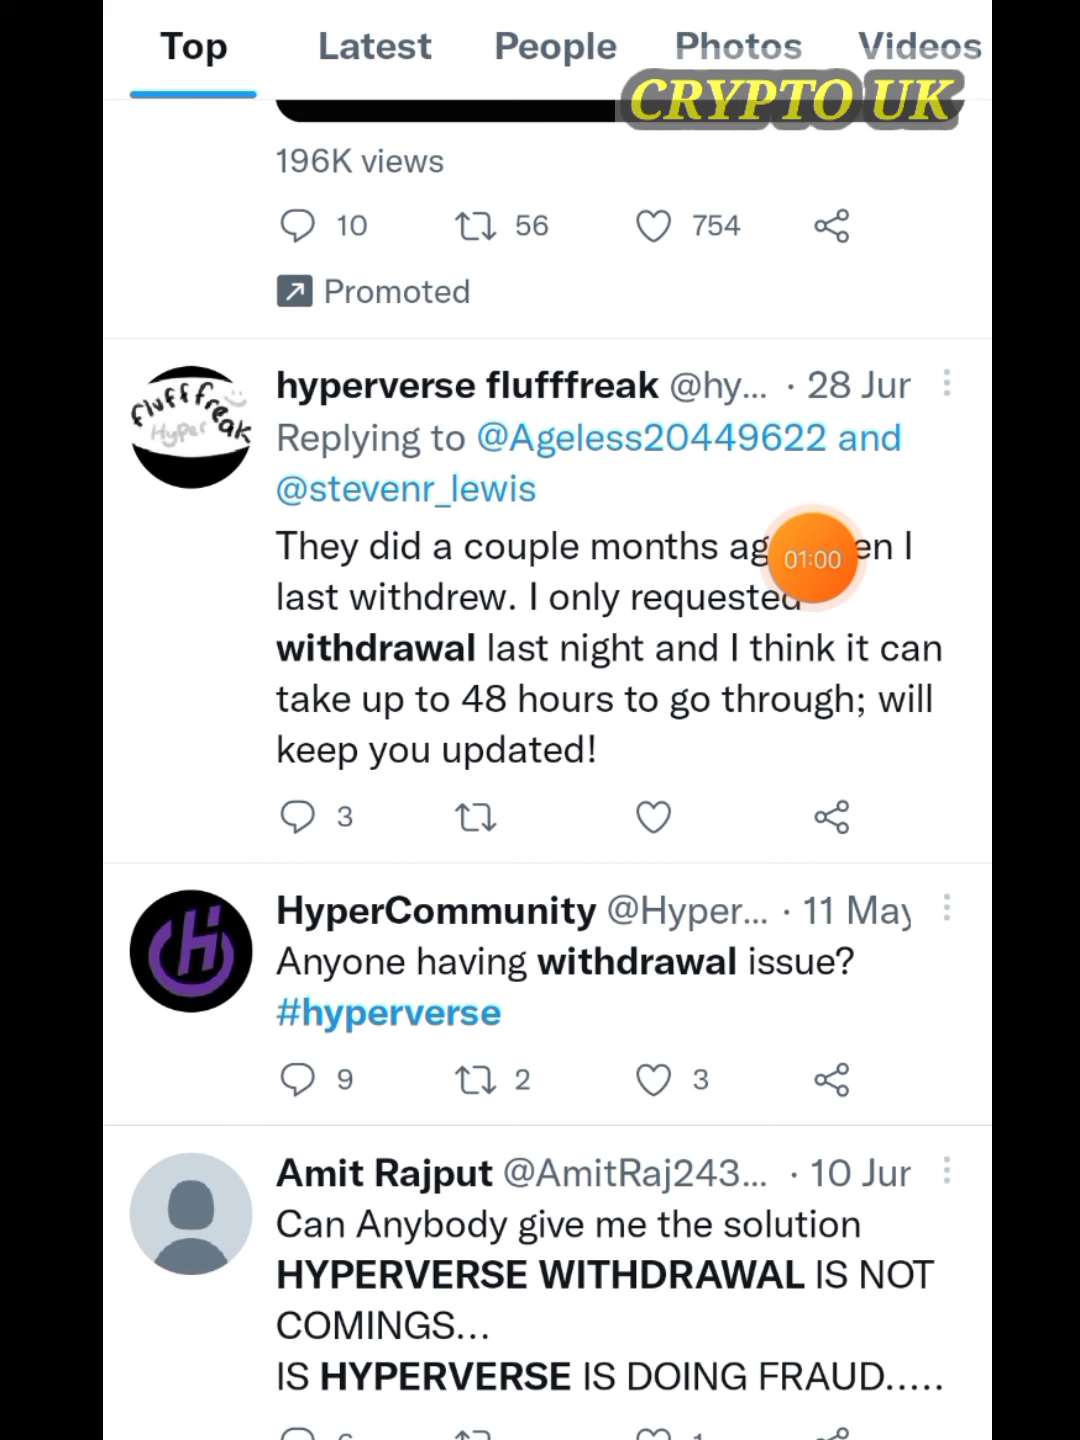 Top Latest People Photos Videos
CRYPTO UK
196K views
10 56 754
Promoted
hyperverse flufffreak @hy... · 28 Jun
flufffreak
Hyper
Replying to @Ageless20449622 and
@stevenr_lewis
They did a couple months I
01:00
last withdrew. I only requested
withdrawal last night and I think it can
take up to 48 hours to go through; will
keep you updated!
3
HyperCommunity @Hyper... · 11 May
Anyone having withdrawal issue?
#hyperverse
9 2 3
Amit Rajput @AmitRaj243... · 10 Jun
Can Anybody give me the solution
HYPERVERSE WITHDRAWAL IS NOT
COMINGS...
IS HYPERVERSE IS DOING FRAUD.....